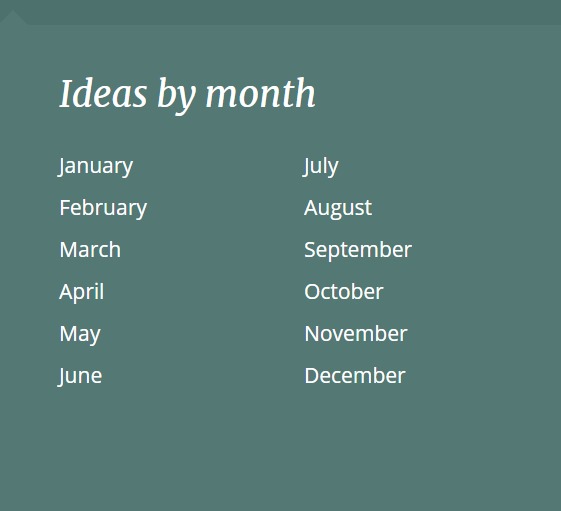 Ideas by month
January
February
March
April
May
June
July
August
September
October
November
December